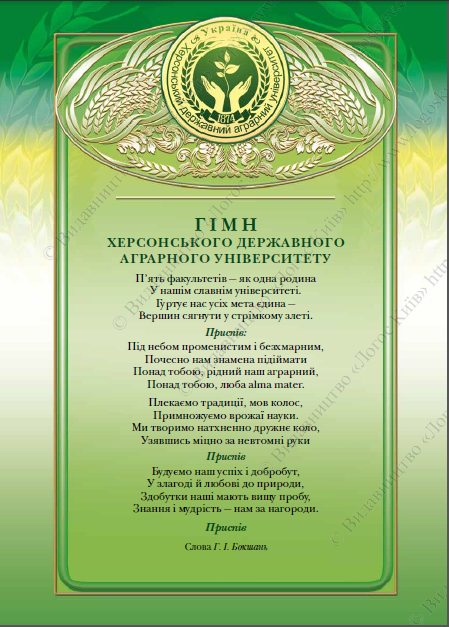 Україна
Херсонський державний аграрний університет
1874
ГІМН
ХЕРСОНСЬКОГО ДЕРЖАВНОГО
АГРАРНОГО УНІВЕРСИТЕТУ
П'ять факультетів – як одна родина
У нашім славнім університеті.
Гуртує нас усіх мета єдина –
Вершин сягнути у стрімкому злеті.
Приспів:
Під небом променистим і безхмарним,
Почесно нам знамена підіймати
Понад тобою, рідний наш аграрний,
Понад тобою, люба alma mater.
Плекаємо традиції, мов колос,
Примножуємо врожаї науки.
Ми творимо натхненно дружнє коло,
Узявшись міцно за невтомні руки
Приспів
Будуємо наш успіх і добробут,
У злагоді й любові до природи,
Здобутки наші мають вищу пробу,
Знання і мудрість – нам за нагороди.
Приспів
Слова Г. І. Бокшань
© Видавництво «Логос Київ» http